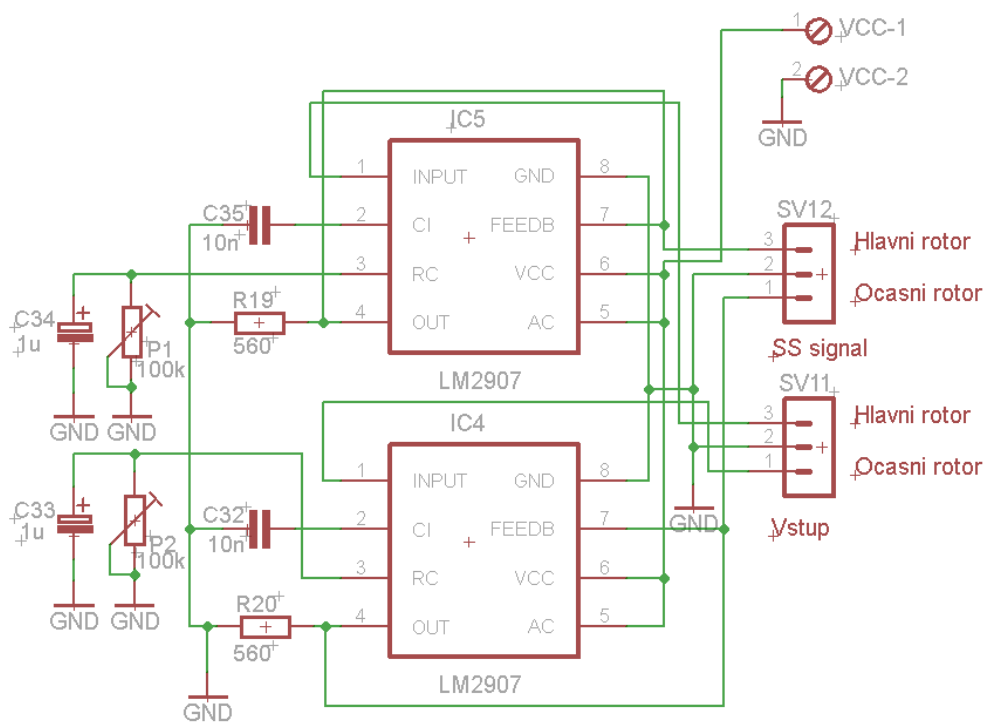 1
VCC-1
2
VCC-2
GND
IC5
1
INPUT
GND
8
2
CI
FEEDB
7
3
RC
VCC
6
4
OUT
AC
5
LM2907
C35
10n
R19
560
C34
1u
P1
100k
GND
GND
SV12
3
Hlavni rotor
2
1
Ocasni rotor
SS signal
SV11
3
Hlavni rotor
2
1
Ocasni rotor
Vstup
GND
IC4
1
INPUT
GND
8
2
CI
FEEDB
7
3
RC
VCC
6
4
OUT
AC
5
LM2907
C33
1u
P2
100k
C32
10n
R20
560
GND
GND
GND